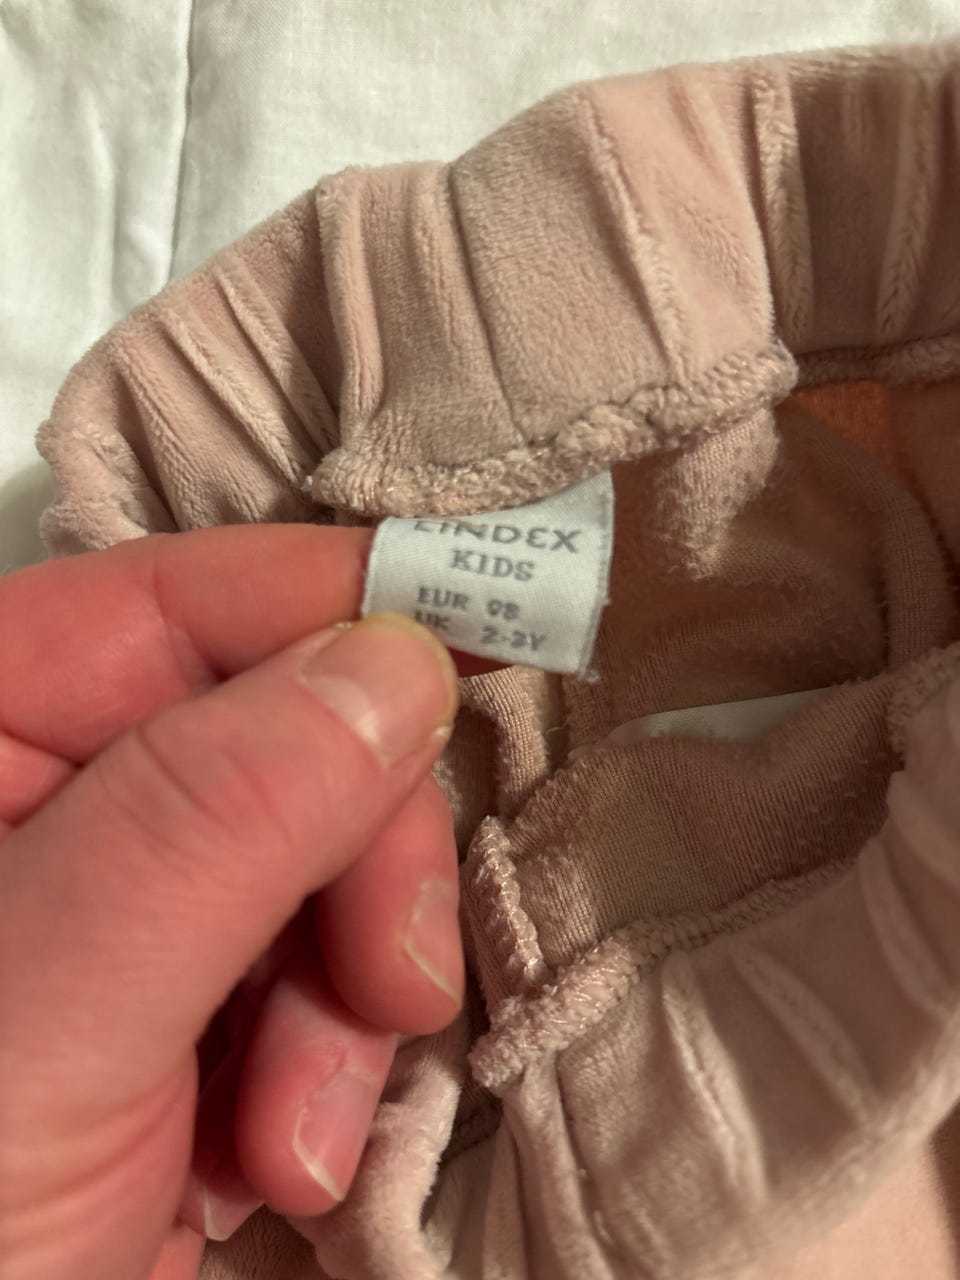 LINDEX
KIDS
EUR 98
UK 2-3Y